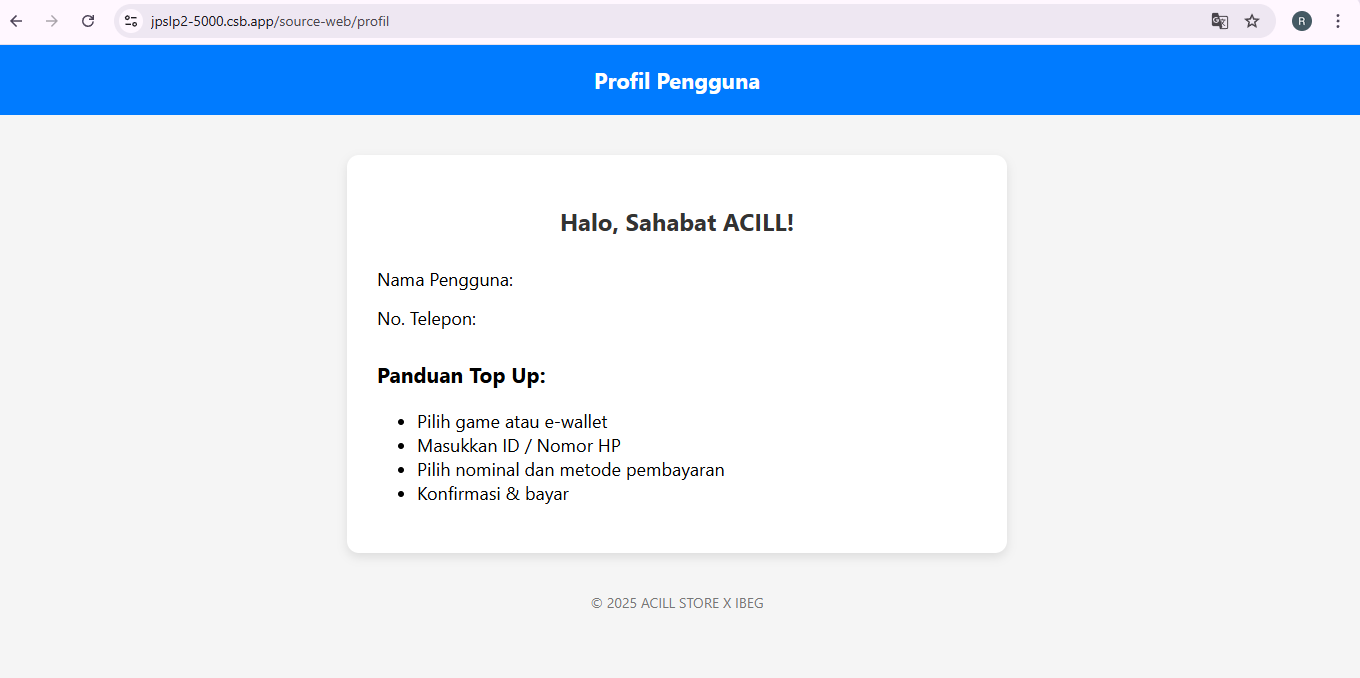 jpslp2-5000.csb.app/source-web/profil
R
Profil Pengguna
Halo, Sahabat ACILL!
Nama Pengguna:
No. Telepon:
Panduan Top Up:
• Pilih game atau e-wallet
• Masukkan ID / Nomor HP
• Pilih nominal dan metode pembayaran
• Konfirmasi & bayar
© 2025 ACILL STORE X IBEG